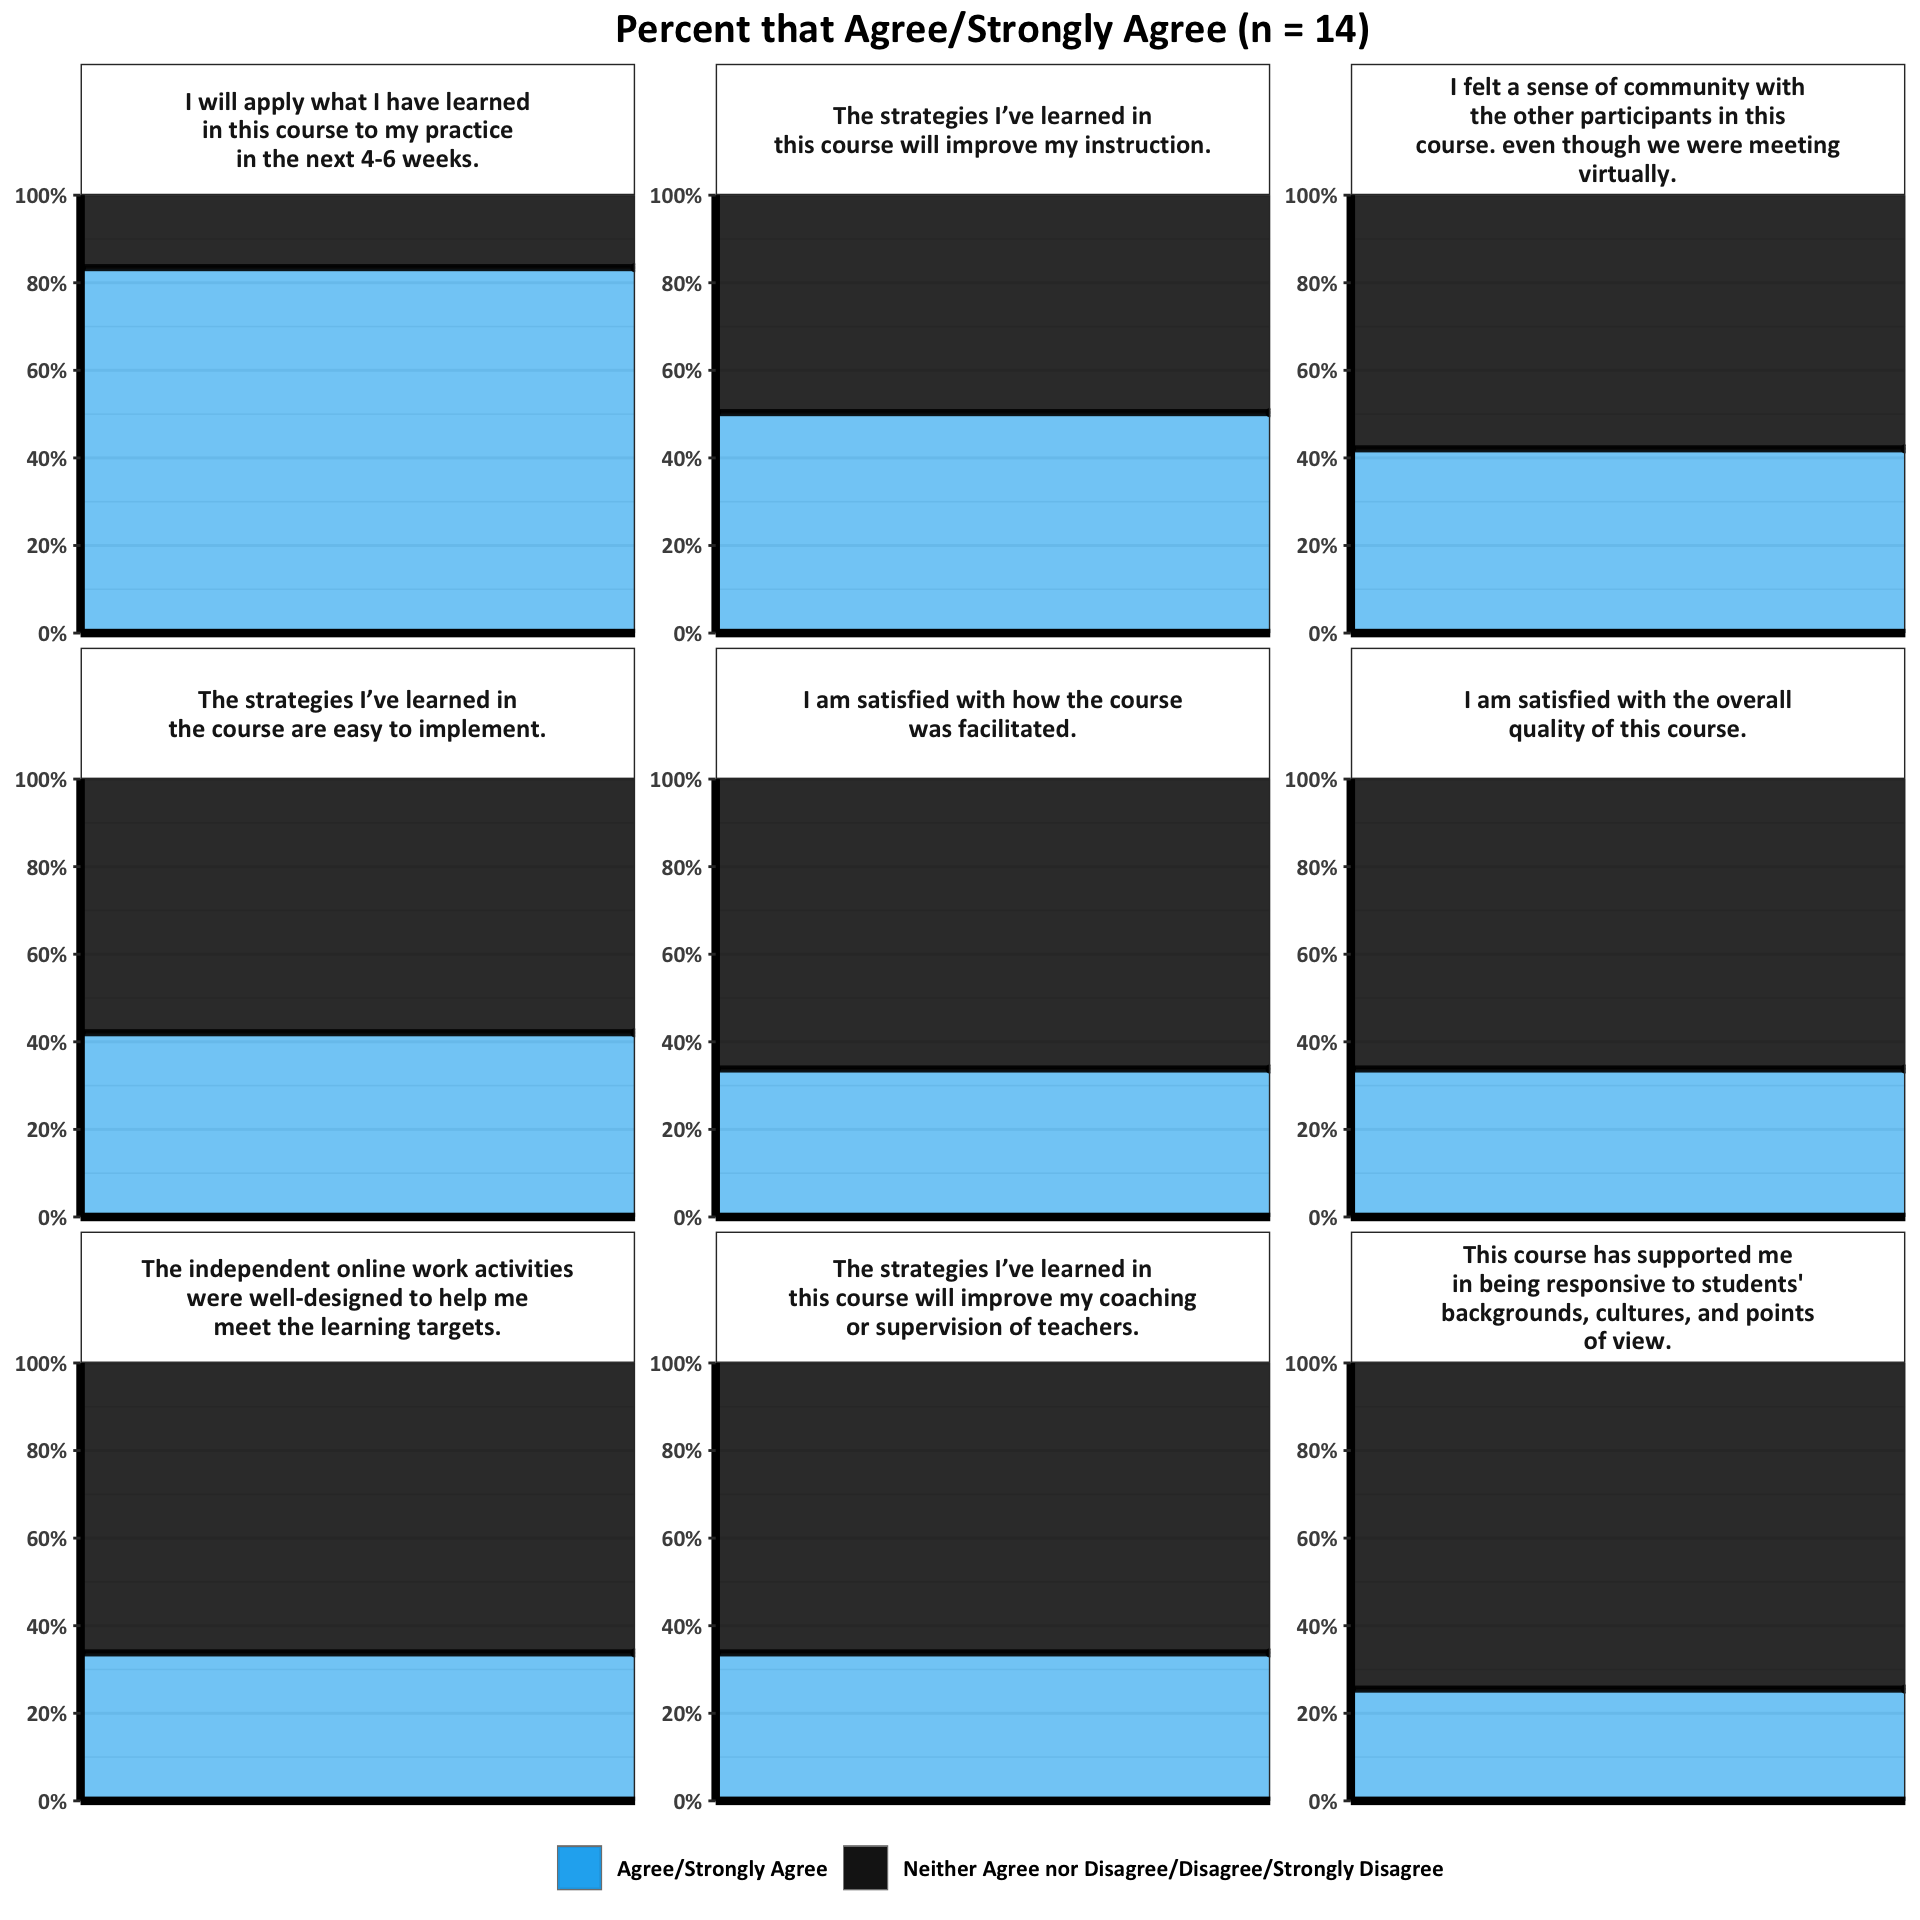 Percent that Agree/Strongly Agree (n = 14)
I will apply what I have learned
in this course to my practice
in the next 4-6 weeks.
100%
80%
60%
40%
20%
0%
The strategies I’ve learned in
this course will improve my instruction.
100%
80%
60%
40%
20%
0%
I felt a sense of community with
the other participants in this
course. even though we were meeting
virtually.
100%
80%
60%
40%
20%
0%
The strategies I’ve learned in
the course are easy to implement.
100%
80%
60%
40%
20%
0%
I am satisfied with how the course
was facilitated.
100%
80%
60%
40%
20%
0%
I am satisfied with the overall
quality of this course.
100%
80%
60%
40%
20%
0%
The independent online work activities
were well-designed to help me
meet the learning targets.
100%
80%
60%
40%
20%
0%
The strategies I’ve learned in
this course will improve my coaching
or supervision of teachers.
100%
80%
60%
40%
20%
0%
This course has supported me
in being responsive to students'
backgrounds, cultures, and points
of view.
100%
80%
60%
40%
20%
0%
Agree/Strongly Agree
Neither Agree nor Disagree/Disagree/Strongly Disagree